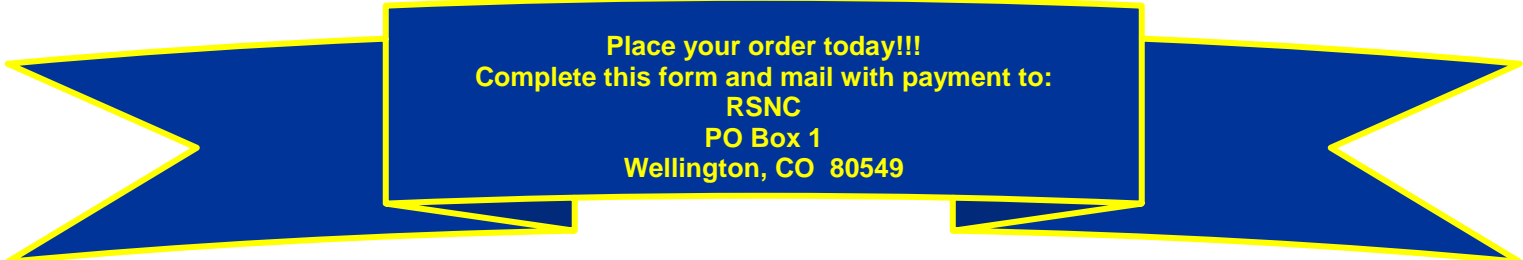 Place your order today!!!
Complete this form and mail with payment to:
RSNC
PO Box 1
Wellington, CO  80549